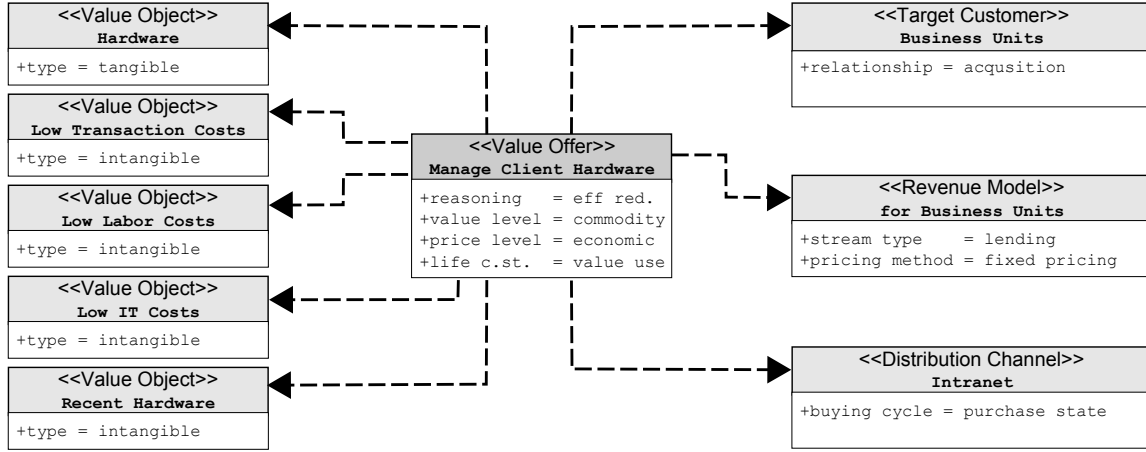 <<Value Object>>
Hardware
+type = tangible
<<Value Object>>
Low Transaction Costs
+type = intangible
<<Value Object>>
Low Labor Costs
+type = intangible
<<Value Object>>
Low IT Costs
+type = intangible
<<Value Object>>
Recent Hardware
+type = intangible
<<Value Offer>>
Manage Client Hardware
+reasoning = eff red.
+value level = commodity
+price level = economic
+life c.st. = value use
<<Target Customer>>
Business Units
+relationship = acqusition
<<Revenue Model>>
for Business Units
+stream type = lending
+pricing method = fixed pricing
<<Distribution Channel>>
Intranet
+buying cycle = purchase state